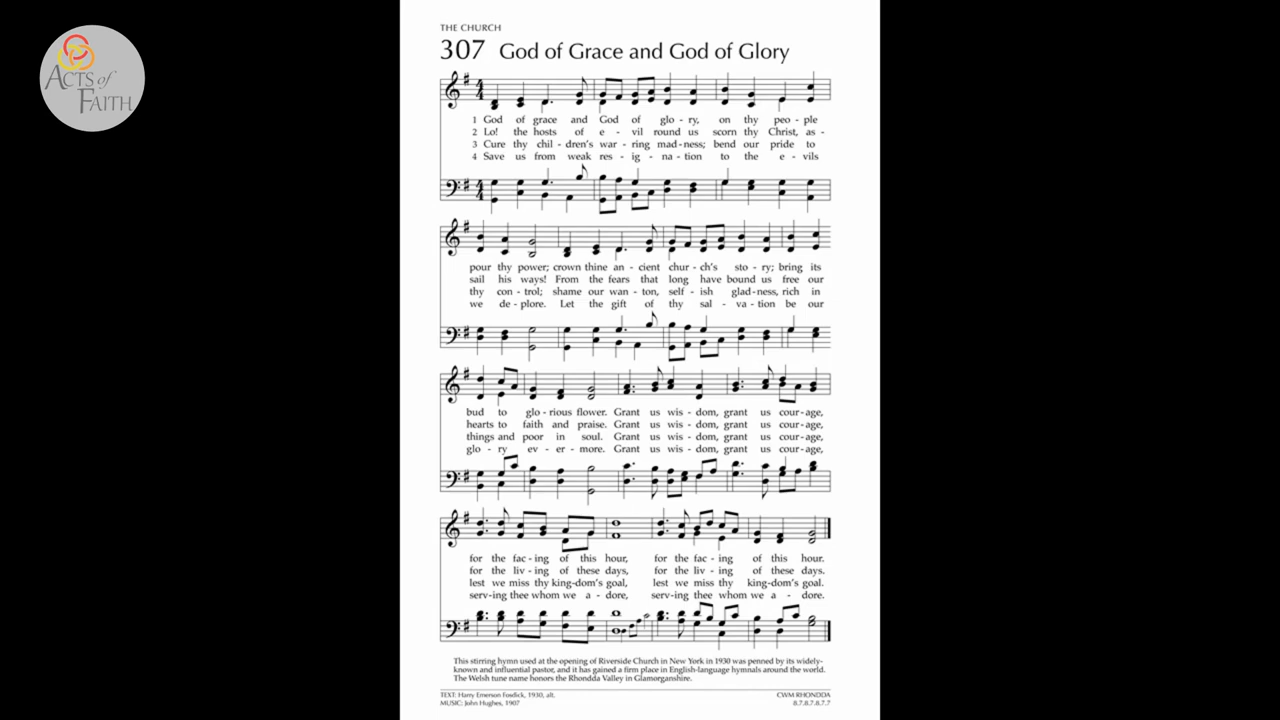 ACTS of
FAITH
THE CHURCH
307 God of Grace and God of Glory
1 God of grace and God of glo - ry, on thy peo - ple
2 Lo! the hosts of e - vil round us scorn thy Christ, as -
3 Cure thy chil - dren's war - ring mad - ness; bend our pride to
4 Save us from weak res - ig - na - tion to the e - vils
pour thy power; crown thine an - cient chur - ch's sto - ry; bring its
sail his ways! From the fears that long have bound us free our
thy con - trol; shame our wan - ton, self - ish glad - ness, rich in
we de - plore. Let the gift of thy sal - va - tion be our
bud to glo - rious flower. Grant us wis - dom, grant us cour - age,
hearts to faith and praise. Grant us wis - dom, grant us cour - age,
things and poor in soul. Grant us wis - dom, grant us cour - age,
glo - ry ev - er - more. Grant us wis - dom, grant us cour - age,
for the fac - ing of this hour, for the fac - ing of this hour.
for the liv - ing of these days, for the liv - ing of these days.
lest we miss thy king-dom's goal, lest we miss thy king-dom's goal.
serv-ing thee whom we a - dore, serv-ing thee whom we a - dore.
This stirring hymn used at the opening of Riverside Church in New York in 1930 was penned by its widely-
known and influential pastor, and it has gained a firm place in English-language hymnals around the world.
The Welsh tune name honors the Rhondda Valley in Glamorganshire.
TEXT: Harry Emerson Fosdick, 1930, alt.
MUSIC: John Hughes, 1907
CWM RHONDDA
8.7.8.7.8.7.7